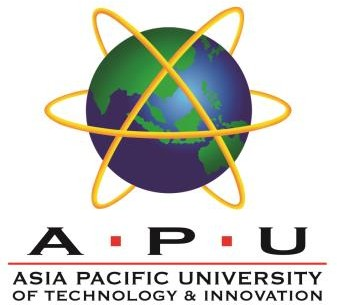 A·P·U
ASIA PACIFIC UNIVERSITY
OF TECHNOLOGY & INNOVATION